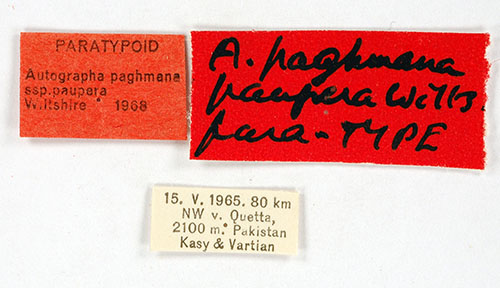 PARATYPOID
Autographa paghmana
ssp. paupera
Wiltshire 1968
A. paghmana
paupera Wilts.
para-TYPE
15. V. 1965. 80 km
NW v. Quetta,
2100 m. Pakistan
Kasy & Vartian